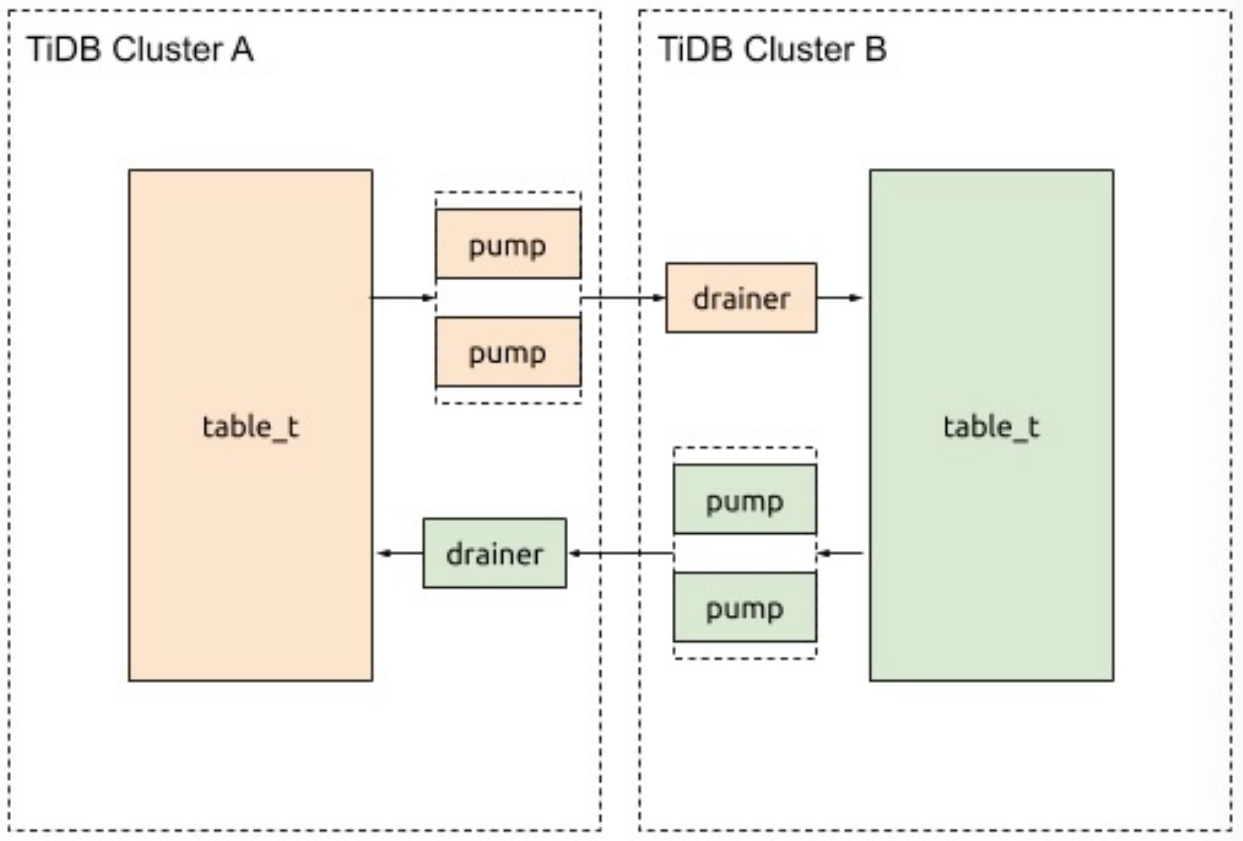 TiDB Cluster A
TiDB Cluster B
pump
pump
drainer
table_t
table_t
drainer
pump
pump